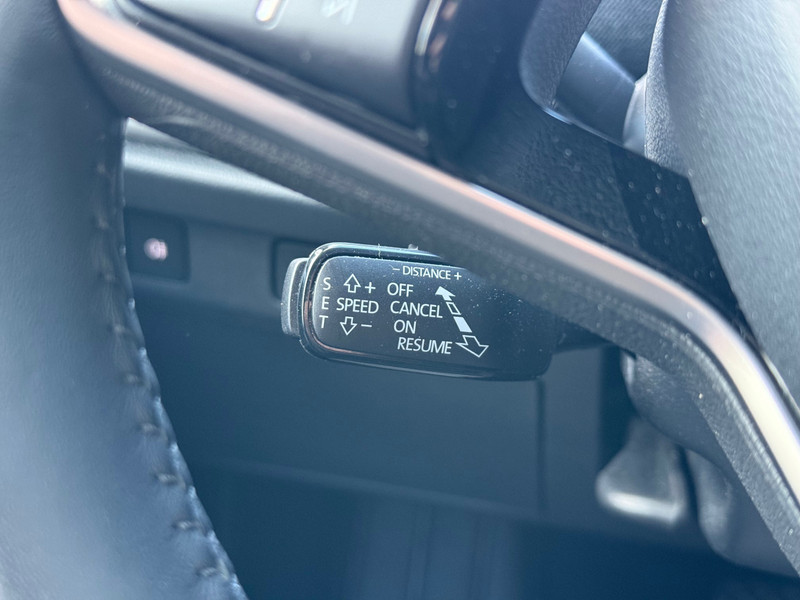 - DISTANCE +
S + OFF
E SPEED CANCEL
T - ON
RESUME